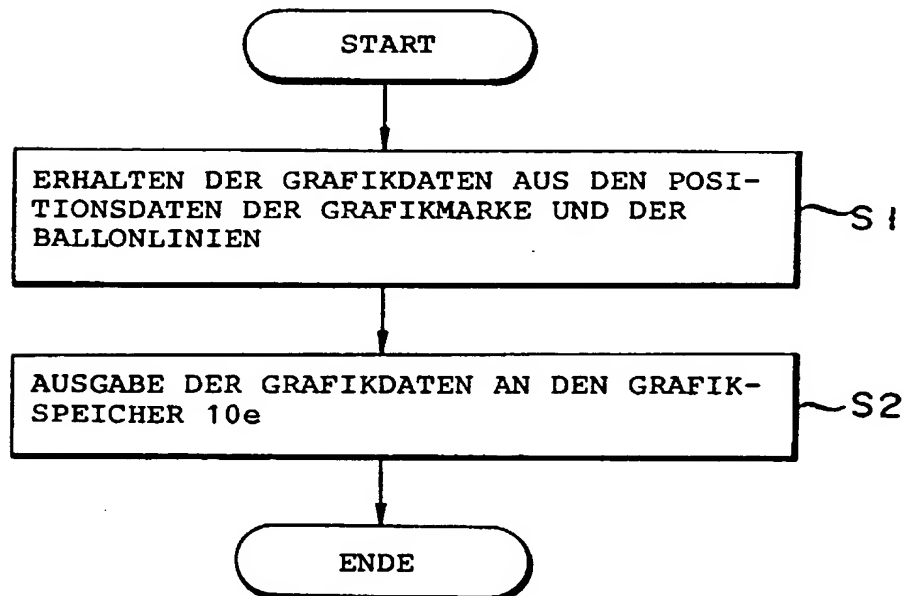 START
ERHALTEN DER GRAFIKDATEN AUS DEN POSI-
TIONSDATEN DER GRAFIKMARKE UND DER
BALLONLINIEN
S1
AUSGABE DER GRAFIKDATEN AN DEN GRAFIK-
SPEICHER 10e
S2
ENDE